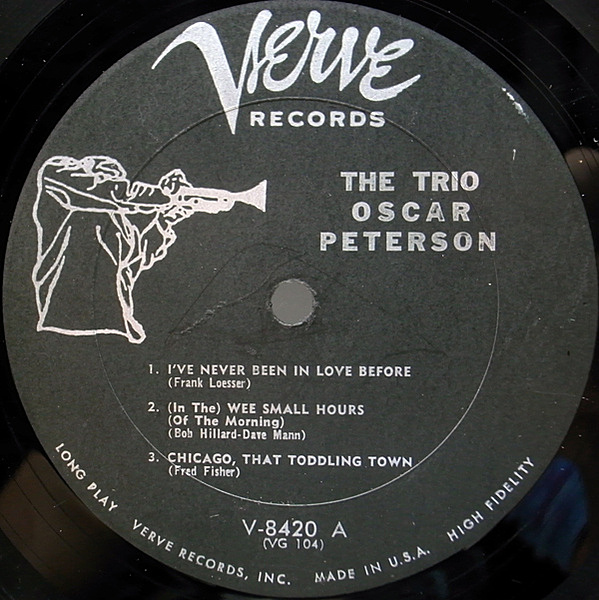 Verve
RECORDS
THE TRIO
OSCAR
PETERSON
1. I'VE NEVER BEEN IN LOVE BEFORE
(Frank Loesser)
2. (In The) WEE SMALL HOURS
(Of The Morning)
(Bob Hillard-Dave Mann)
3. CHICAGO, THAT TODDLING TOWN
(Fred Fisher)
V-8420 A
(VG 104)
LONG PLAY VERVE RECORDS, INC. MADE IN U.S.A. HIGH FIDELITY